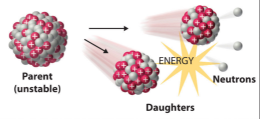 ENERGY
Parent
(unstable)
Neutrons
Daughters